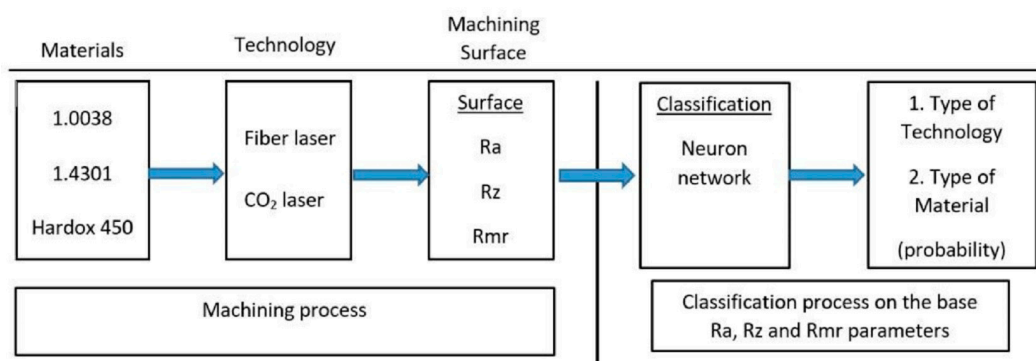 Materials
Technology
Machining
Surface
1.0038
1.4301
Hardox 450
Fiber laser
CO₂ laser
Surface
Ra
Rz
Rmr
Classification
Neuron
network
1. Type of
Technology
2. Type of
Material
(probability)
Machining process
Classification process on the base
Ra, Rz and Rmr parameters